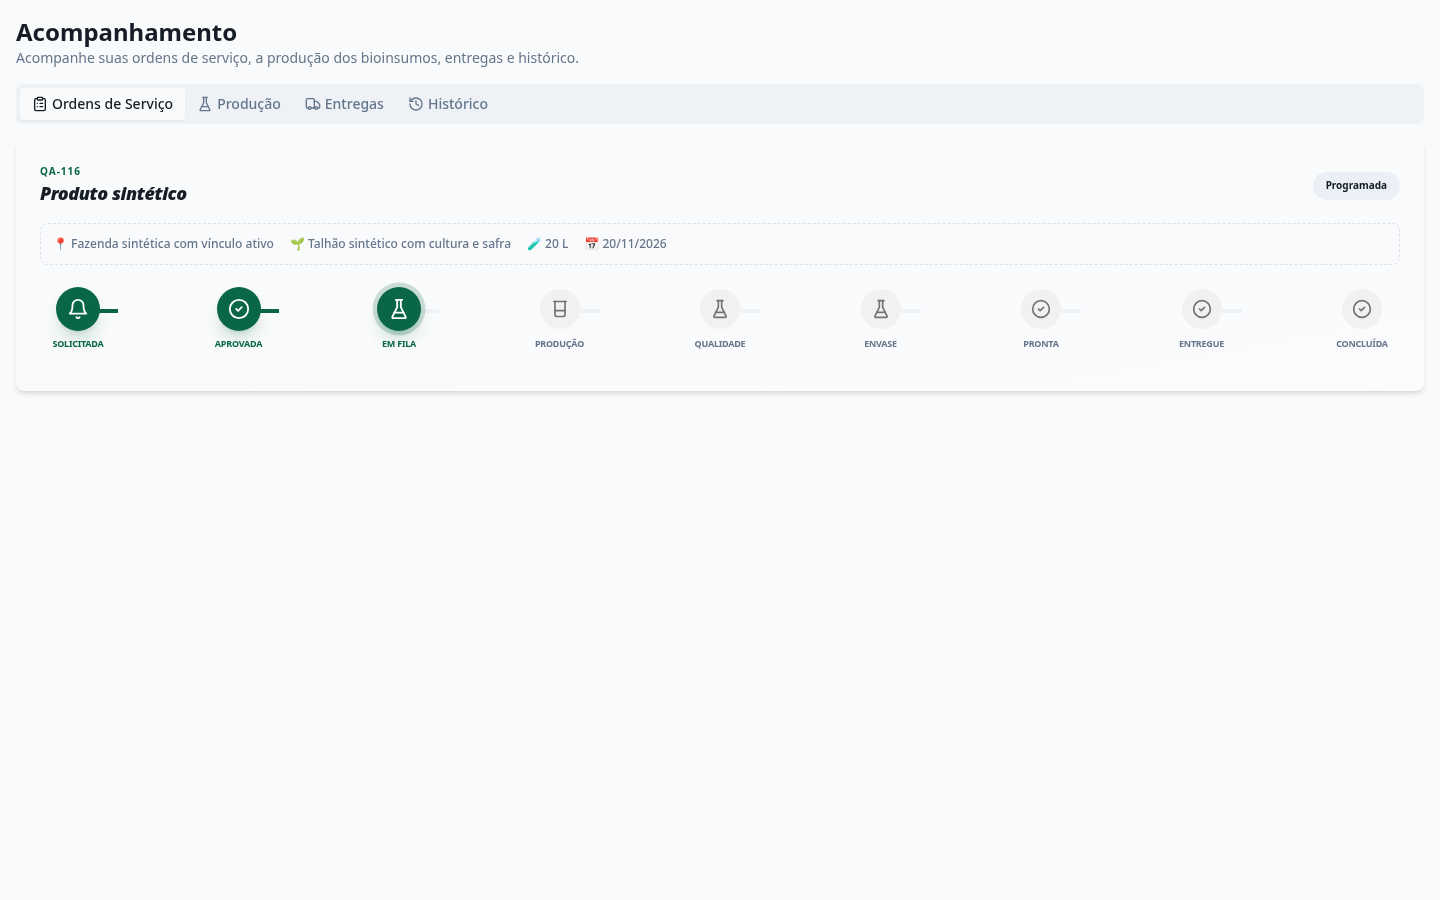 Acompanhamento
Acompanhe suas ordens de serviço, a produção dos bioinsumos, entregas e histórico.
Ordens de Serviço Produção Entregas Histórico
QA-116
Produto sintético
Programada
📍 Fazenda sintética com vínculo ativo 🌱 Talhão sintético com cultura e safra 🧪 20 L 📅 20/11/2026
SOLICITADA APROVADA EM FILA PRODUÇÃO QUALIDADE ENVASE PRONTA ENTREGUE CONCLUÍDA